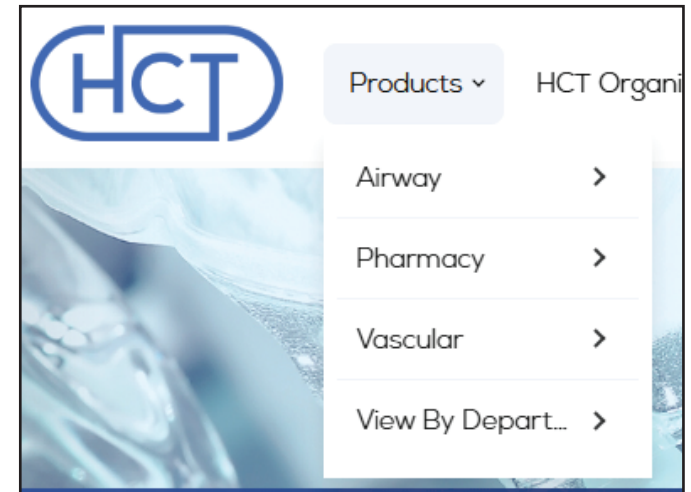 HCT
Products
HCT Organi
Airway
Pharmacy
Vascular
View By Depart...